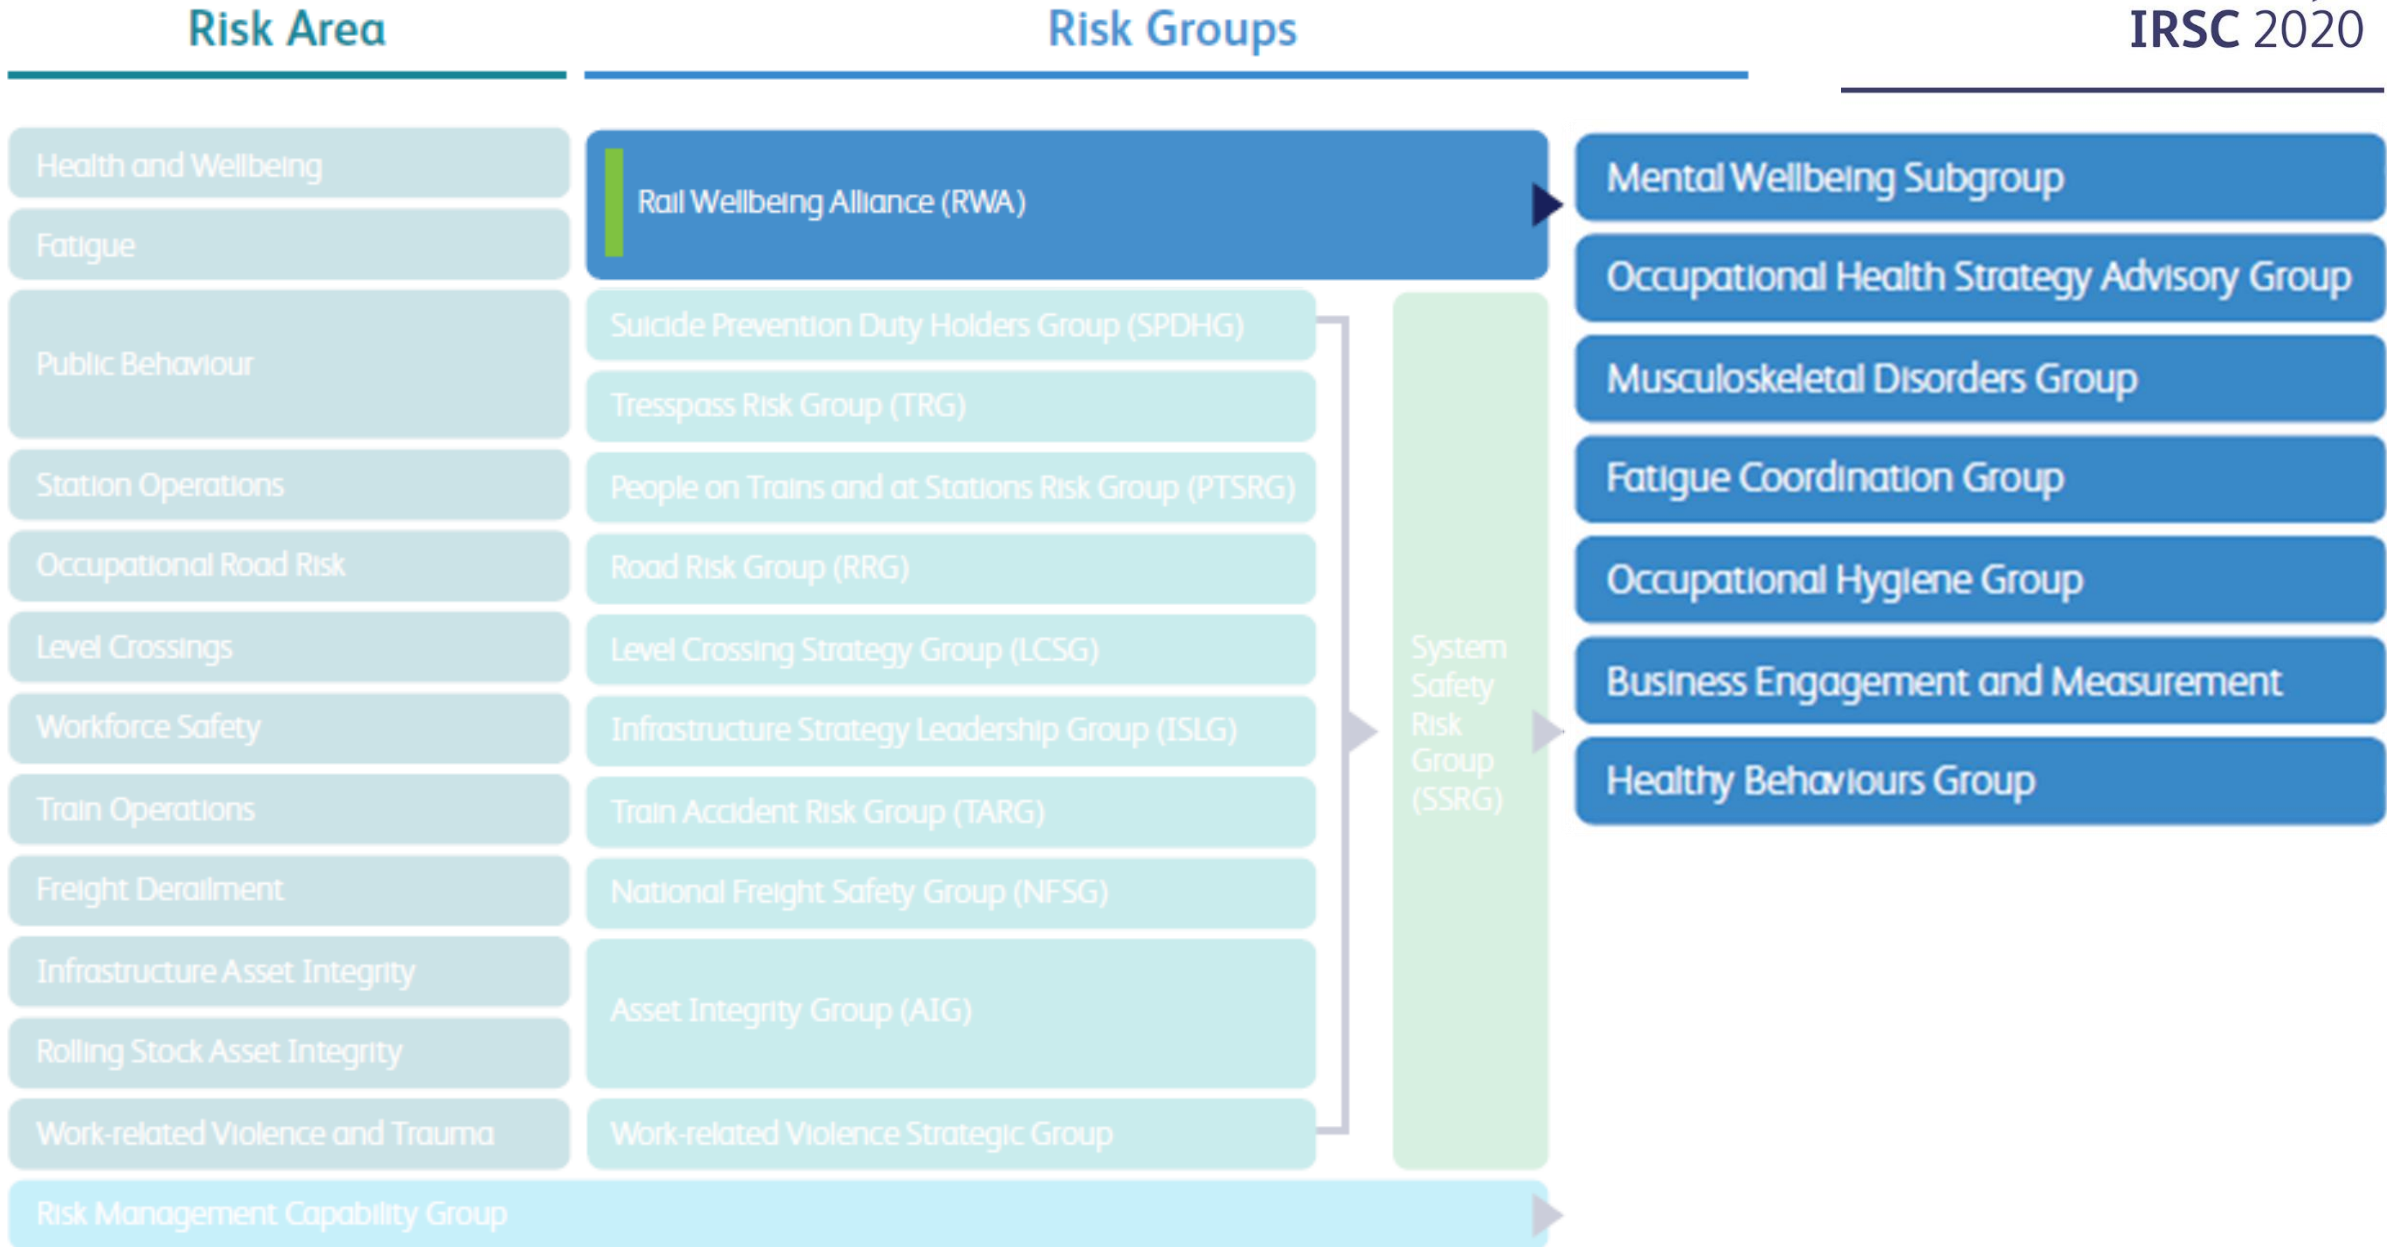 Risk Area
Risk Groups
IRSC 2020
Health and Wellbeing
Fatigue
Public Behaviour
Station Operations
Occupational Road Risk
Level Crossings
Workforce Safety
Train Operations
Freight Derailment
Infrastructure Asset Integrity
Rolling Stock Asset Integrity
Work-related Violence and Trauma
Risk Management Capability Group
Rail Wellbeing Alliance (RWA)
Suicide Prevention Duty Holders Group (SPDHG)
Tresspass Risk Group (TRG)
People on Trains and at Stations Risk Group (PTSRG)
Road Risk Group (RRG)
Level Crossing Strategy Group (LCSG)
Infrastructure Strategy Leadership Group (ISLG)
Train Accident Risk Group (TARG)
National Freight Safety Group (NFSG)
Asset Integrity Group (AIG)
Work-related Violence Strategic Group
System
Safety
Risk
Group
(SSRG)
Mental Wellbeing Subgroup
Occupational Health Strategy Advisory Group
Musculoskeletal Disorders Group
Fatigue Coordination Group
Occupational Hygiene Group
Business Engagement and Measurement
Healthy Behaviours Group